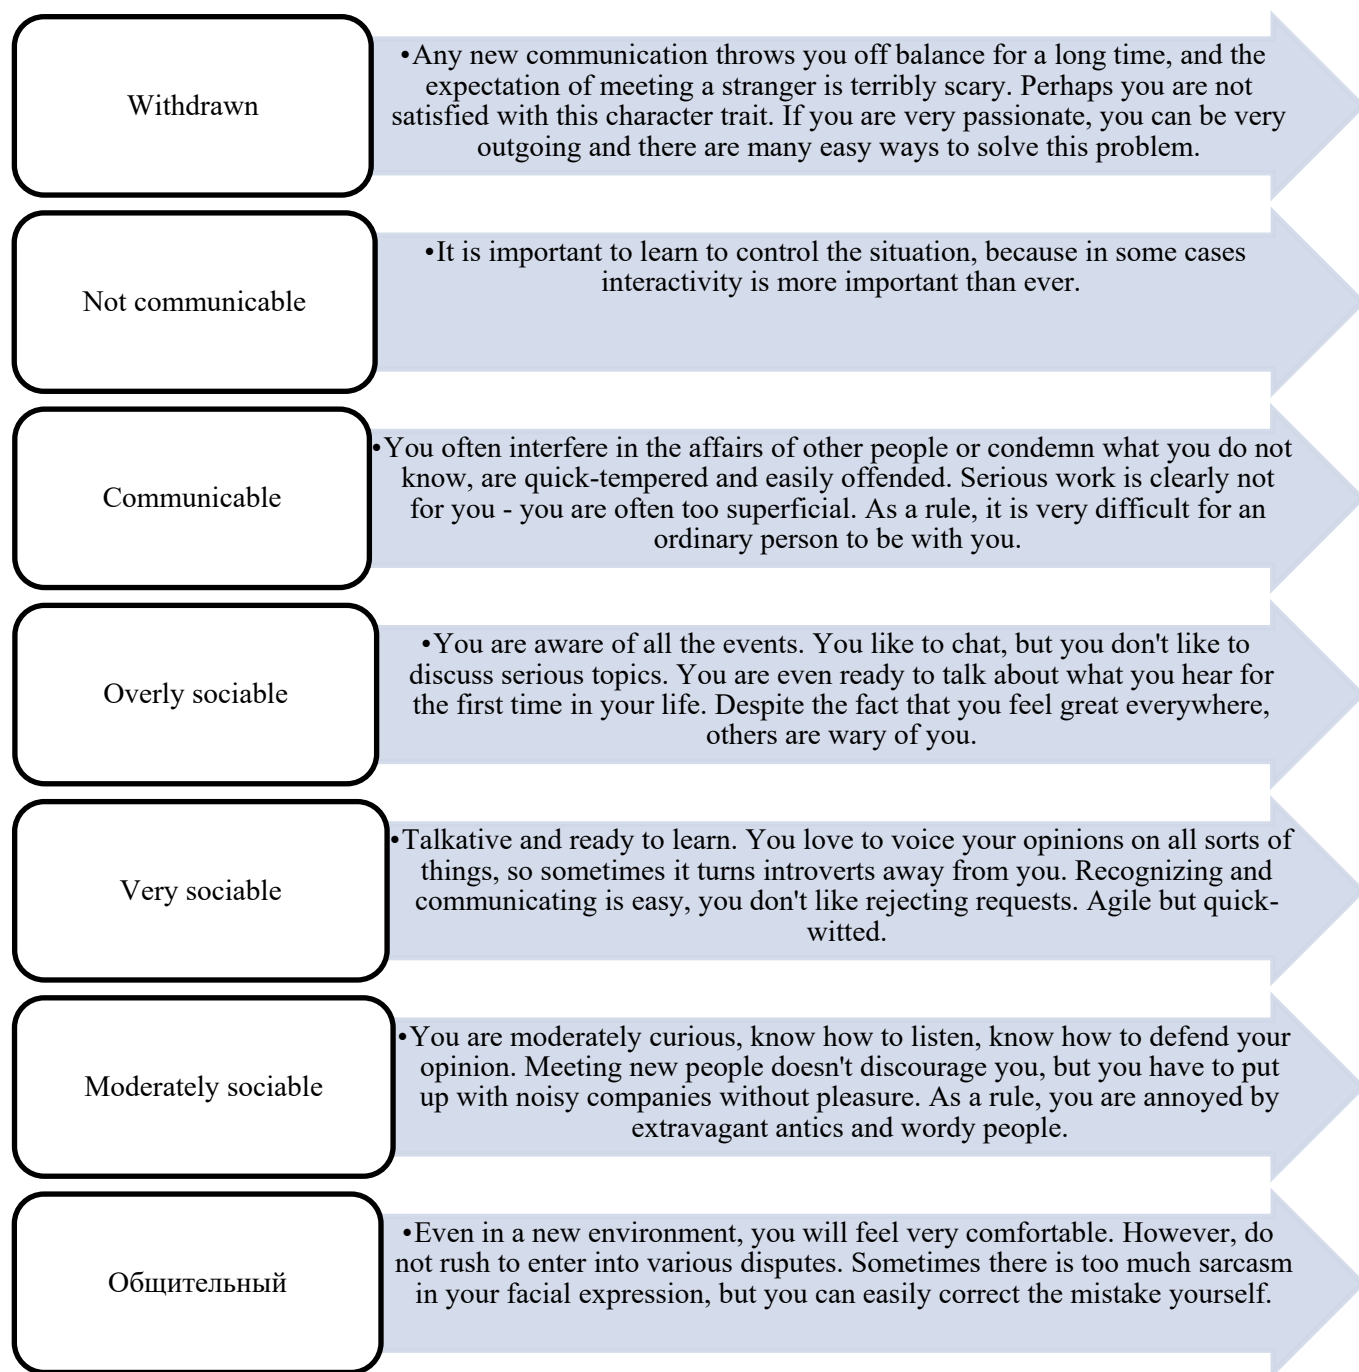 Withdrawn
•Any new communication throws you off balance for a long time, and the
expectation of meeting a stranger is terribly scary. Perhaps you are not
satisfied with this character trait. If you are very passionate, you can be very
outgoing and there are many easy ways to solve this problem.
Not communicable
•It is important to learn to control the situation, because in some cases
interactivity is more important than ever.
Communicable
•You often interfere in the affairs of other people or condemn what you do not
know, are quick-tempered and easily offended. Serious work is clearly not
for you - you are often too superficial. As a rule, it is very difficult for an
ordinary person to be with you.
Overly sociable
•You are aware of all the events. You like to chat, but you don't like to
discuss serious topics. You are even ready to talk about what you hear for
the first time in your life. Despite the fact that you feel great everywhere,
others are wary of you.
Very sociable
•Talkative and ready to learn. You love to voice your opinions on all sorts of
things, so sometimes it turns introverts away from you. Recognizing and
communicating is easy, you don't like rejecting requests. Agile but quick-
witted.
Moderately sociable
•You are moderately curious, know how to listen, know how to defend your
opinion. Meeting new people doesn't discourage you, but you have to put
up with noisy companies without pleasure. As a rule, you are annoyed by
extravagant antics and wordy people.
Общительный
•Even in a new environment, you will feel very comfortable. However, do
not rush to enter into various disputes. Sometimes there is too much sarcasm
in your facial expression, but you can easily correct the mistake yourself.